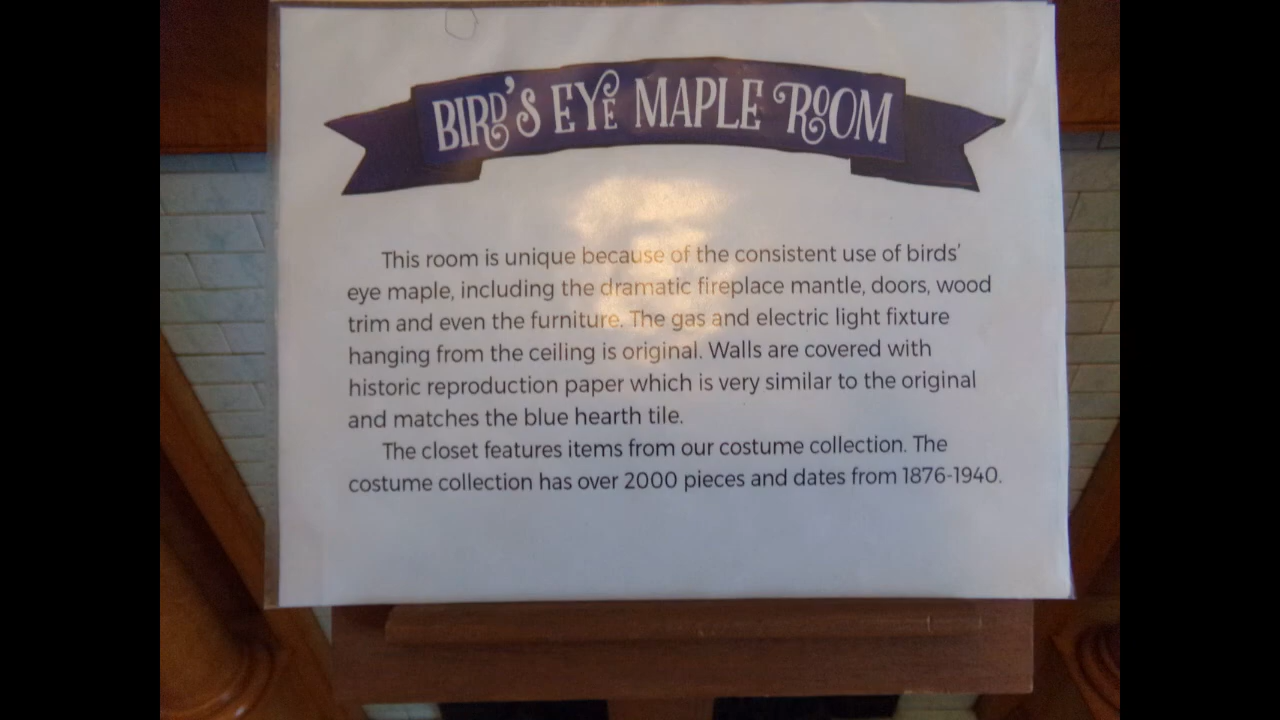 BIRD'S EYE MAPLE ROOM
This room is unique because of the consistent use of birds'
eye maple, including the dramatic fireplace mantle, doors, wood
trim and even the furniture. The gas and electric light fixture
hanging from the ceiling is original. Walls are covered with
historic reproduction paper which is very similar to the original
and matches the blue hearth tile.
The closet features items from our costume collection. The
costume collection has over 2000 pieces and dates from 1876-1940.